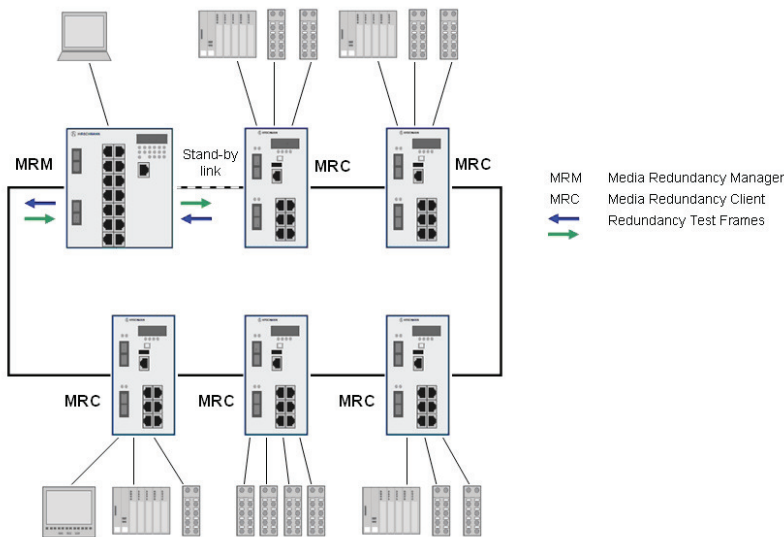 MRM
Stand-by
link
MRC
MRC
MRM Media Redundancy Manager
MRC Media Redundancy Client
Redundancy Test Frames
MRC
MRC
MRC